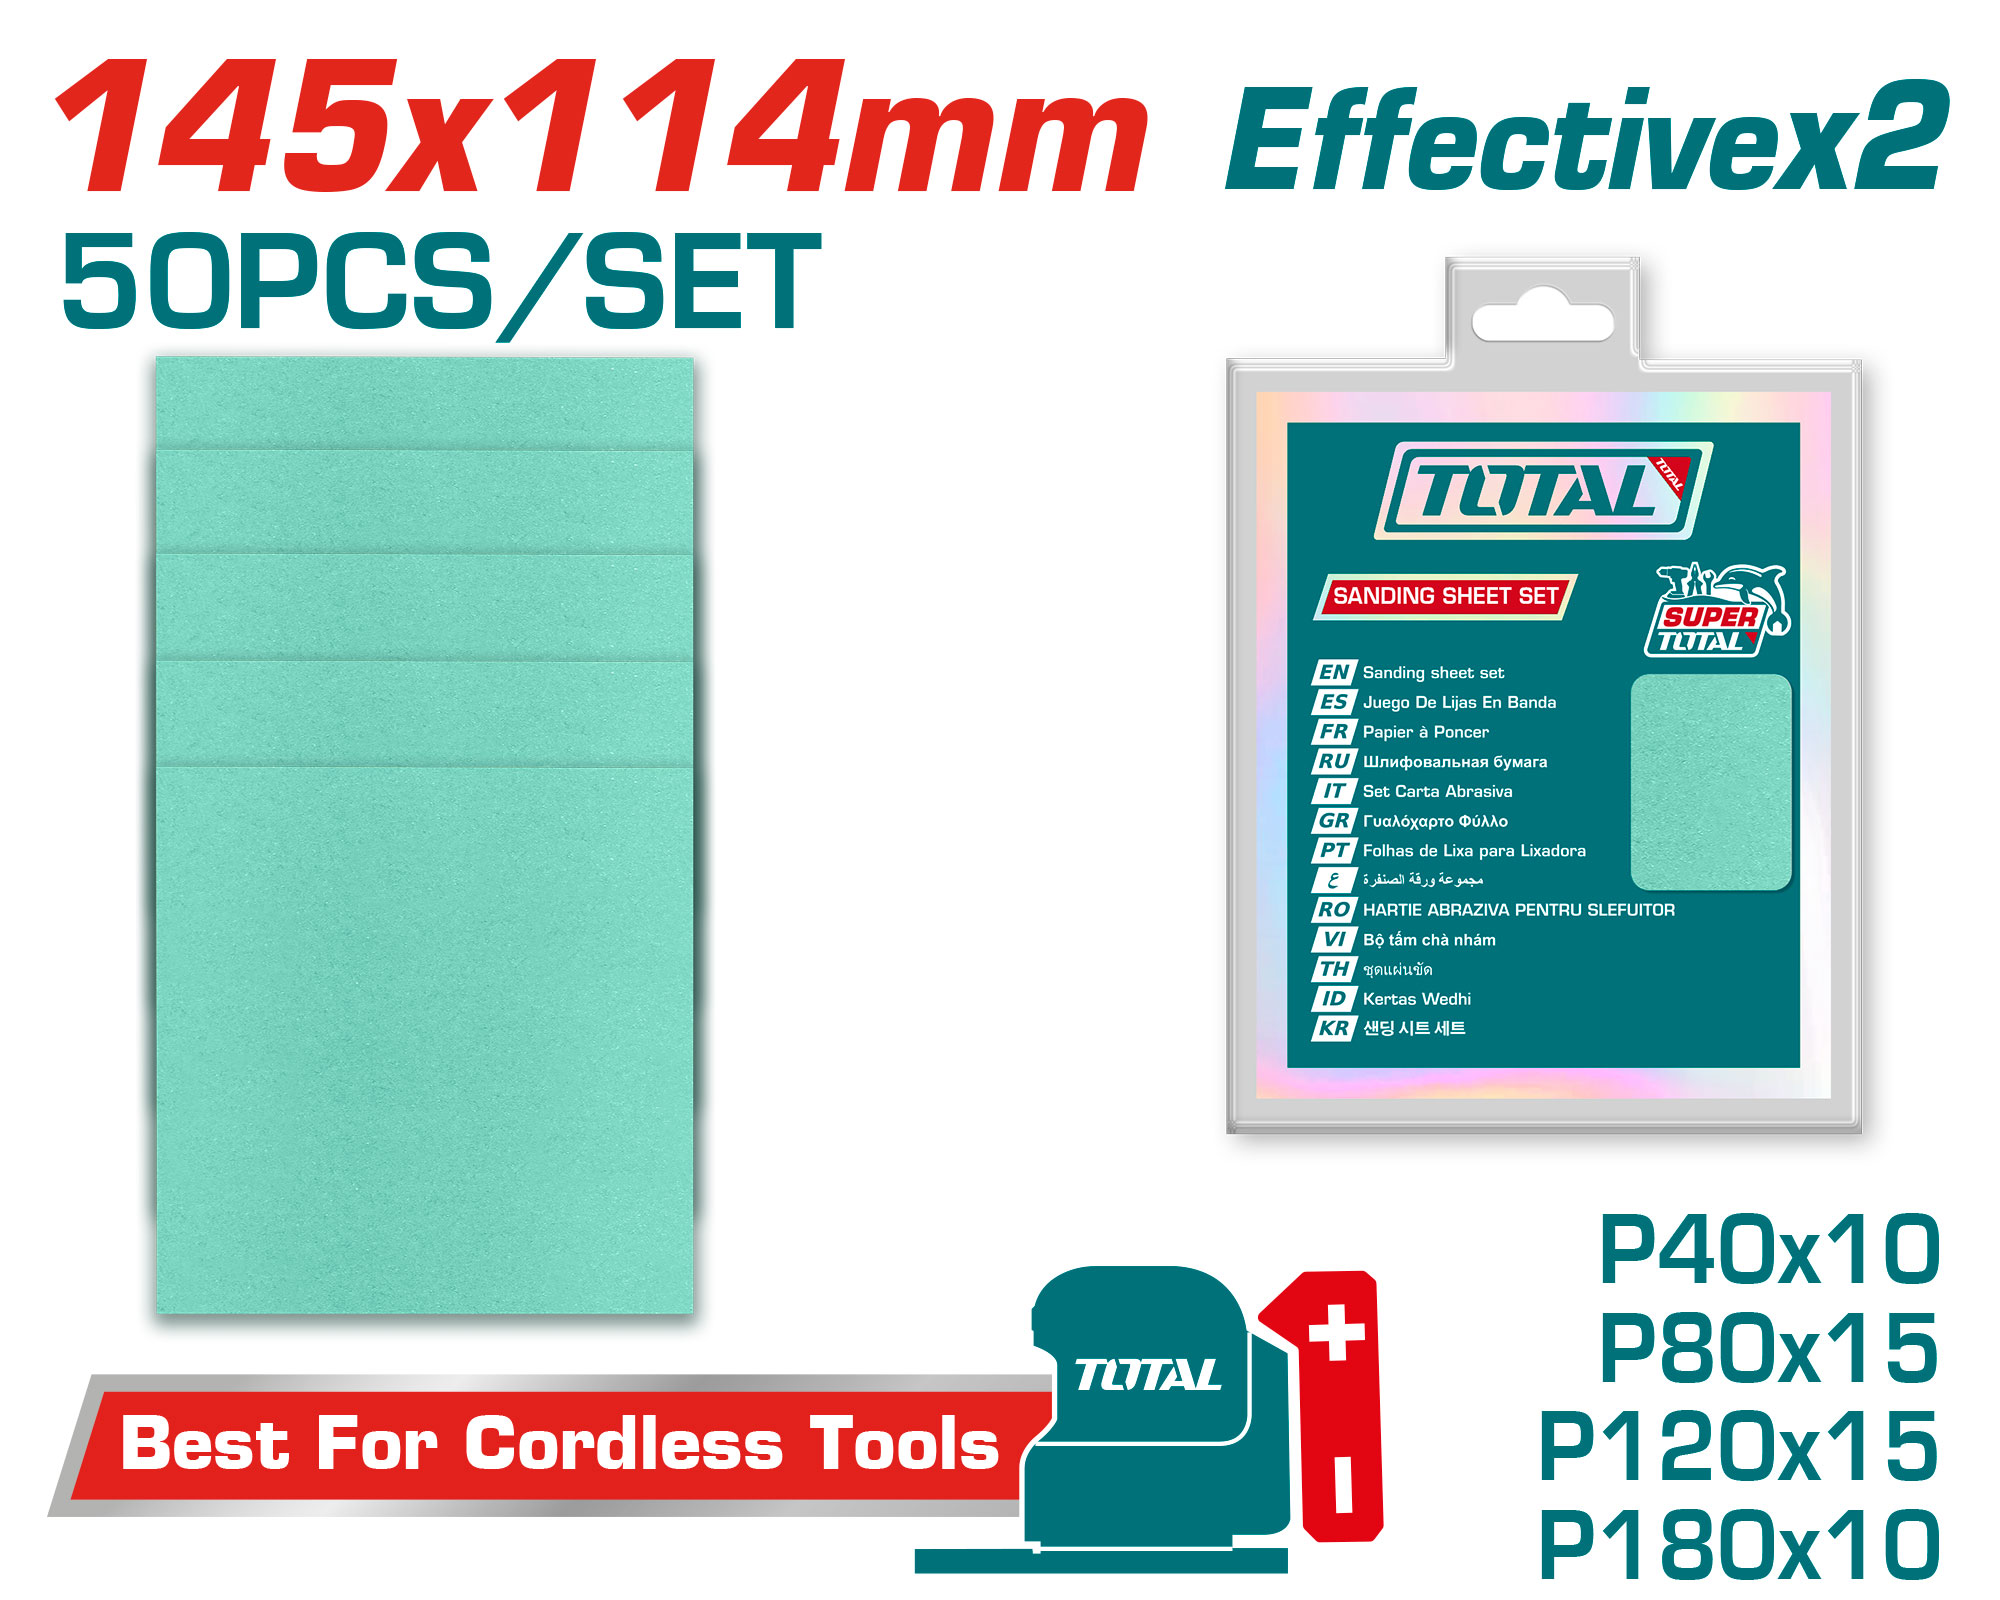 145x114mm
Effectivex2
50PCS/SET
TOTAL
TOTAL
SANDING SHEET SET
SUPER
TOTAL
EN Sanding sheet set
ES Juego De Lijas En Banda
FR Papier à Poncer
RU Шлифовальная бумага
IT Set Carta Abrasiva
GR Γυαλόχαρτο Φύλλο
PT Folhas de Lixa para Lixadora
ع مجموعة ورقة الصنفرة
RO HARTIE ABRAZIVA PENTRU SLEFUITOR
VI Bộ tấm chà nhám
TH ชุดแผ่นขัด
ID Kertas Wedhi
KR 샌딩 시트 세트
P40x10
P80x15
P120x15
P180x10
TOTAL
+
-
Best For Cordless Tools